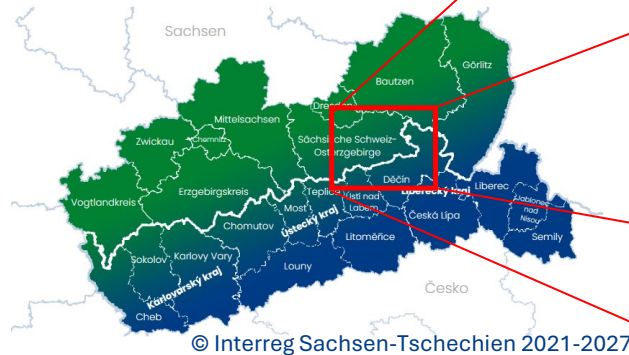 Sachsen
Görlitz
Bautzen
Dresden
Mittelsachsen
Chemnitz
Zwickau
Sächsische Schweiz-
Osterzgebirge
Erzgebirgskreis
Vogtlandkreis
Děčín
Teplice
Ústí nad
Labem
Liberecký kraj
Liberec
Jablonec
nad
Nisou
Most
Ústecký kraj
Česká Lípa
Semily
Chomutov
Litoměřice
Sokolov
Karlovy Vary
Louny
Karlovarský kraj
Cheb
Česko
© Interreg Sachsen-Tschechien 2021-2027